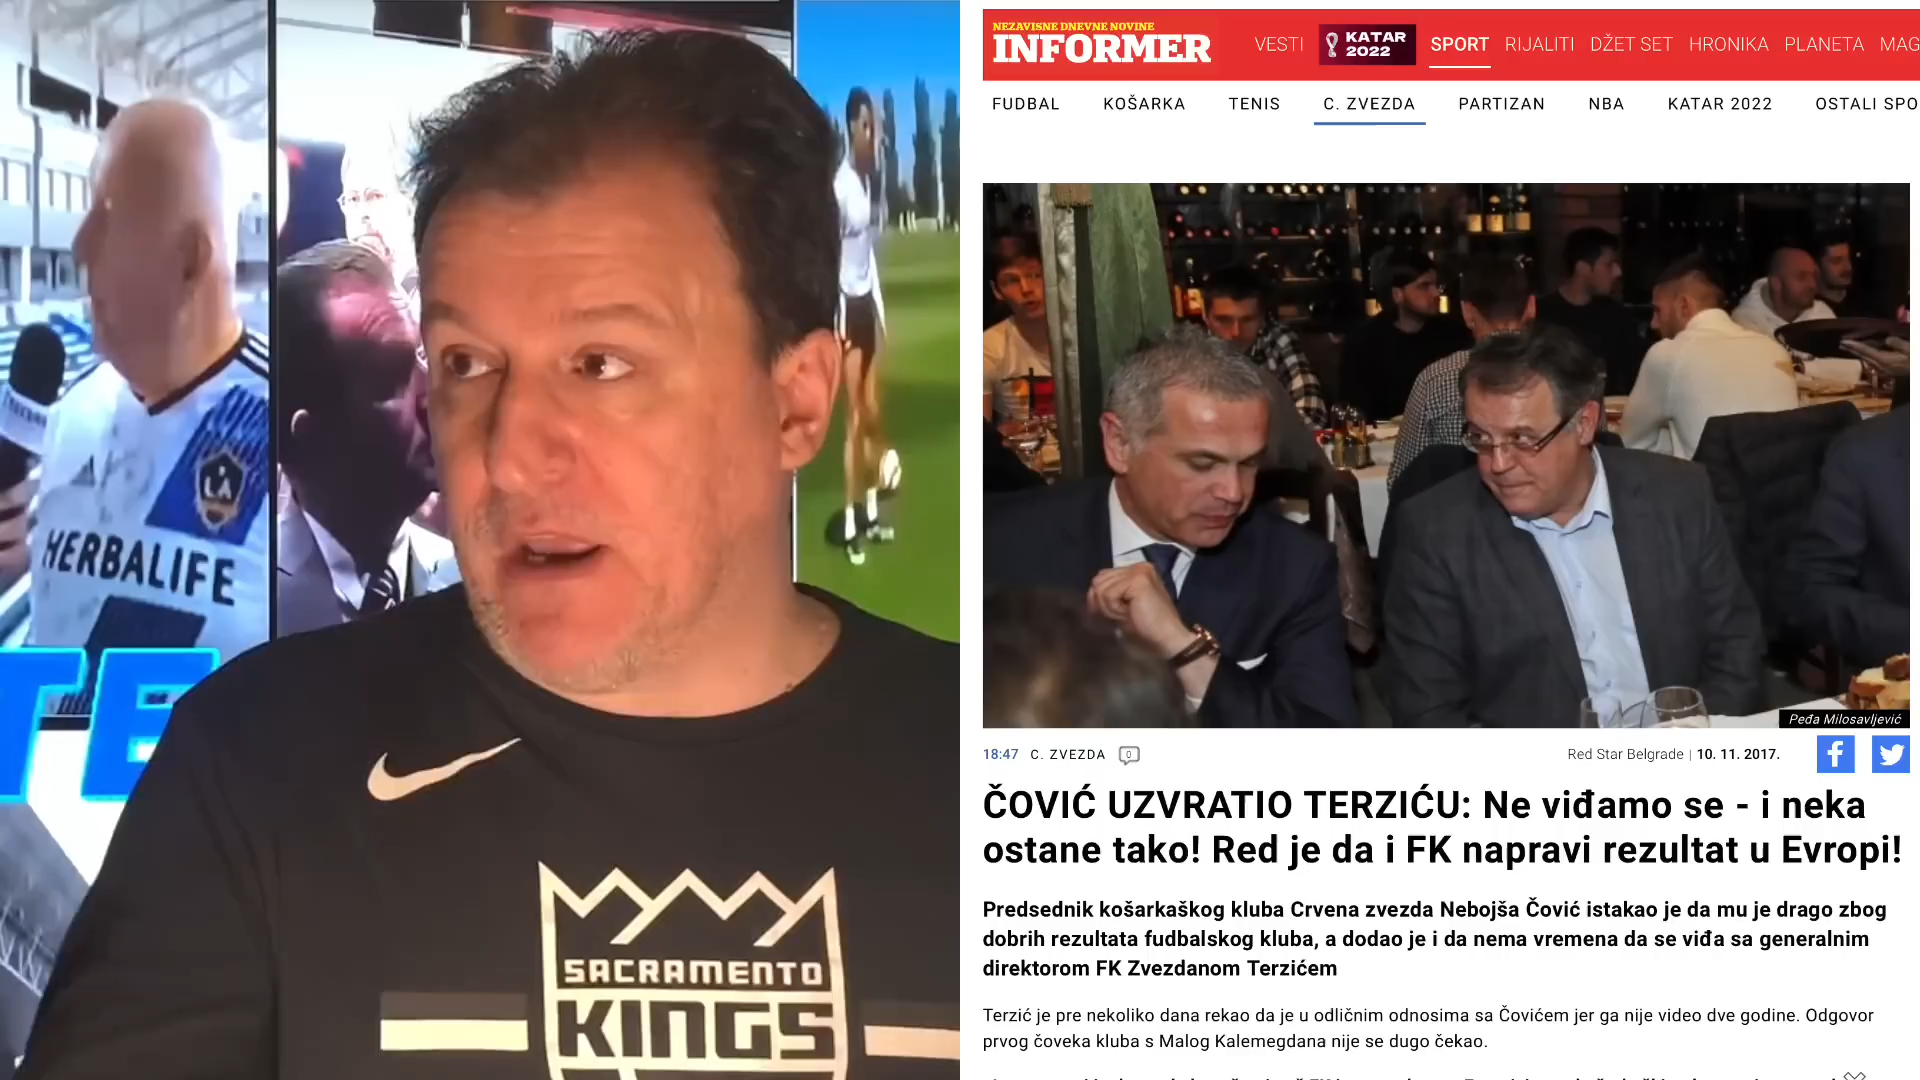 LA
HERBALIFE
TE
SACRAMENTO
KINGS
NEZAVISNE DNEVNE NOVINE
INFORMER
VESTI
KATAR
2022
SPORT
RIJALITI
DŽET SET
HRONIKA
PLANETA
MAG
FUDBAL
KOŠARKA
TENIS
C. ZVEZDA
PARTIZAN
NBA
KATAR 2022
OSTALI SPO
Peđa Milosavljević
18:47 C. ZVEZDA 0
Red Star Belgrade | 10. 11. 2017.
ČOVIĆ UZVRATIO TERZIĆU: Ne viđamo se - i neka
ostane tako! Red je da i FK napravi rezultat u Evropi!
Predsednik košarkaškog kluba Crvena zvezda Nebojša Čović istakao je da mu je drago zbog
dobrih rezultata fudbalskog kluba, a dodao je i da nema vremena da se viđa sa generalnim
direktorom FK Zvezdanom Terzićem
Terzić je pre nekoliko dana rekao da je u odličnim odnosima sa Čovićem jer ga nije video dve godine. Odgovor
prvog čoveka kluba s Malog Kalemegdana nije se dugo čekao.